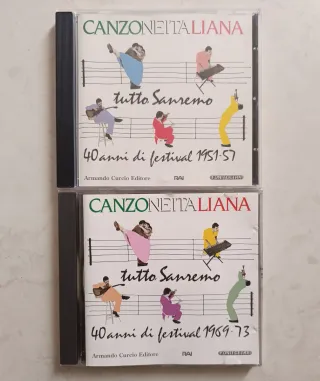 CANZONEITALIANA
tutto Sanremo
40 anni di festival 1951-57
Armando Curcio Editore
RAI
CANZONEITALIANA
tutto Sanremo
40 anni di festival 1969-73
Armando Curcio Editore
RAI